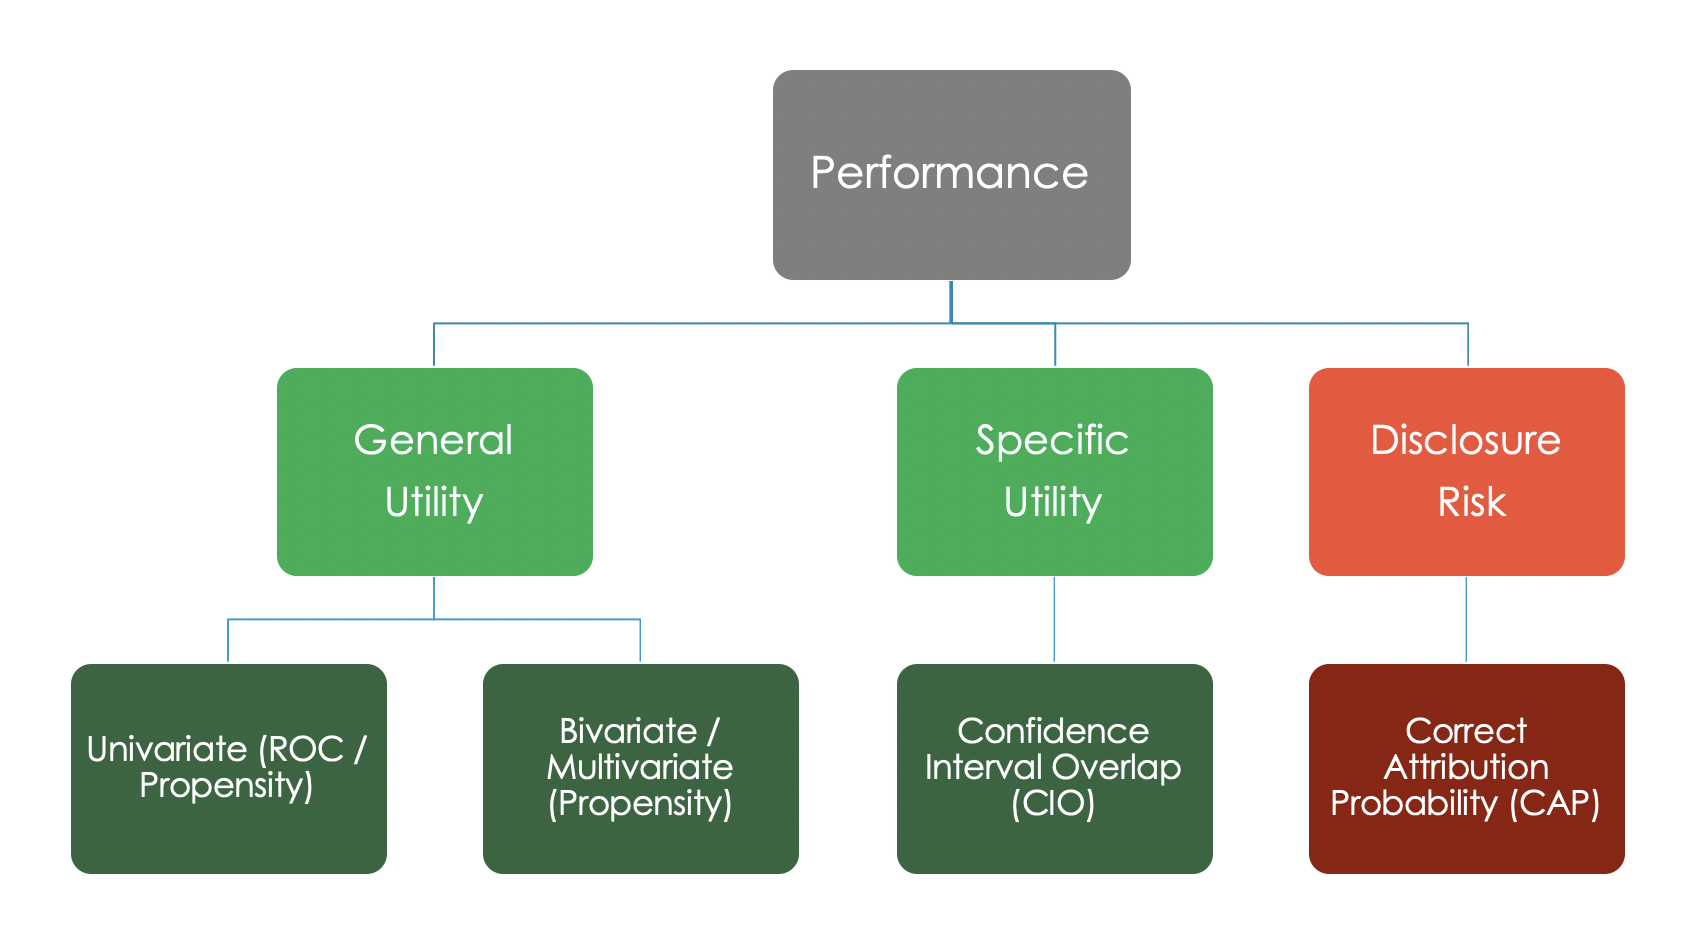 Performance
General
Utility
Specific
Utility
Disclosure
Risk
Univariate (ROC /
Propensity)
Bivariate /
Multivariate
(Propensity)
Confidence
Interval Overlap
(CIO)
Correct
Attribution
Probability (CAP)